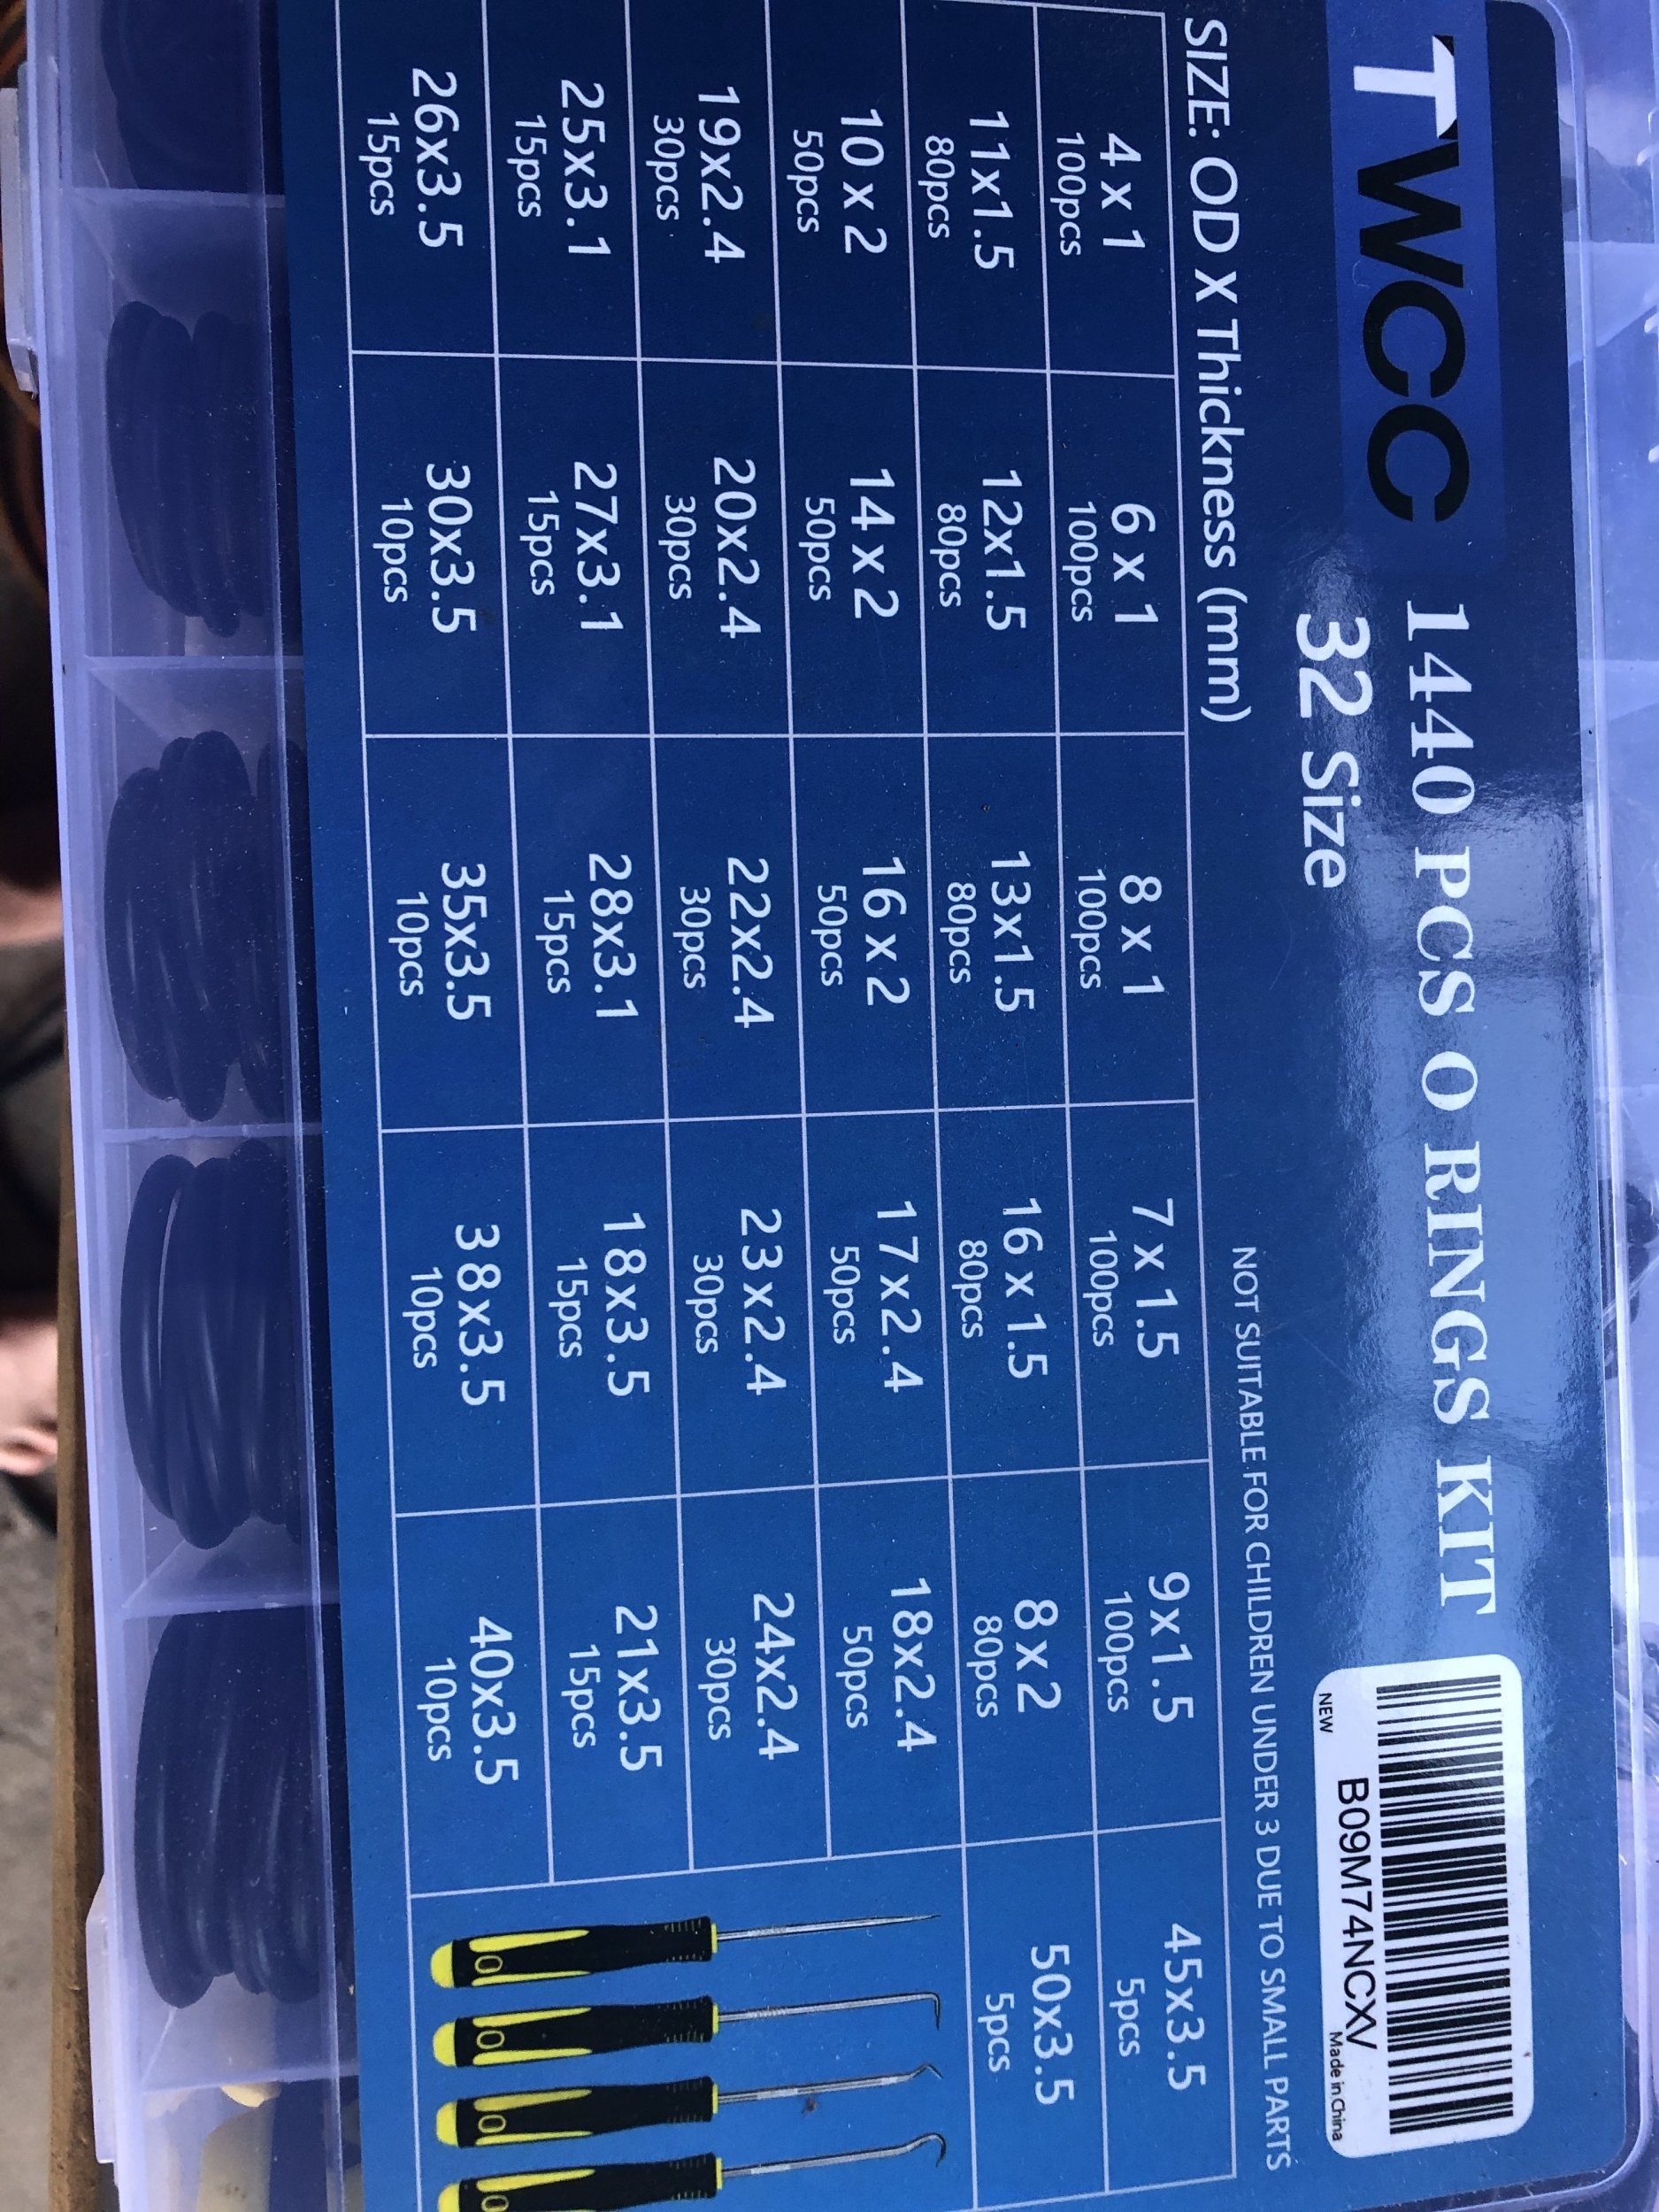 TWCC
1440 PCS O RINGS KIT
32 Size
SIZE: OD X Thickness (mm)
NOT SUITABLE FOR CHILDREN UNDER 3 DUE TO SMALL PARTS
B09M74NCXV
NEW
Made in China
4 x 1
100pcs
6 x 1
100pcs
8 x 1
100pcs
7 x 1.5
100pcs
9x1.5
100pcs
45x3.5
5pcs
11x1.5
80pcs
12x1.5
80pcs
13x1.5
80pcs
16 x 1.5
80pcs
8 x 2
80pcs
50x3.5
5pcs
10 x 2
50pcs
14 x 2
50pcs
16 x 2
50pcs
17x2.4
50pcs
18x2.4
50pcs
19x2.4
30pcs
20x2.4
30pcs
22x2.4
30pcs
23x2.4
30pcs
24x2.4
30pcs
25x3.1
15pcs
27x3.1
15pcs
28x3.1
15pcs
18x3.5
15pcs
21x3.5
15pcs
26x3.5
15pcs
30x3.5
10pcs
35x3.5
10pcs
38x3.5
10pcs
40x3.5
10pcs